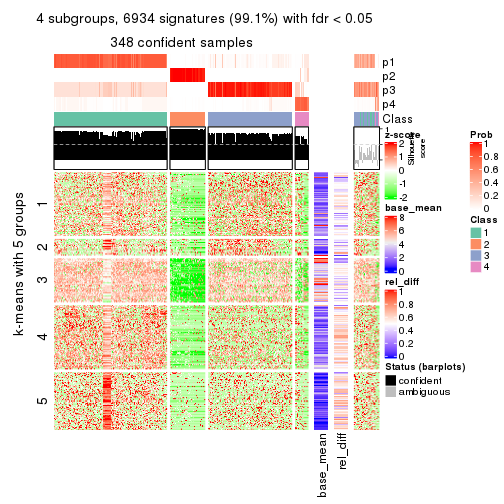 4 subgroups, 6934 signatures (99.1%) with fdr < 0.05
348 confident samples
p1
p2
p3
p4
Class
1
Silhouette
score
k-means with 5 groups
1
2
3
4
5
base_mean
rel_diff
z-score
2
1
0
-1
-2
base_mean
8
6
4
2
0
rel_diff
1
0.8
0.6
0.4
0.2
0
Status (barplots)
confident
ambiguous
Prob
1
0.8
0.6
0.4
0.2
0
Class
1
2
3
4